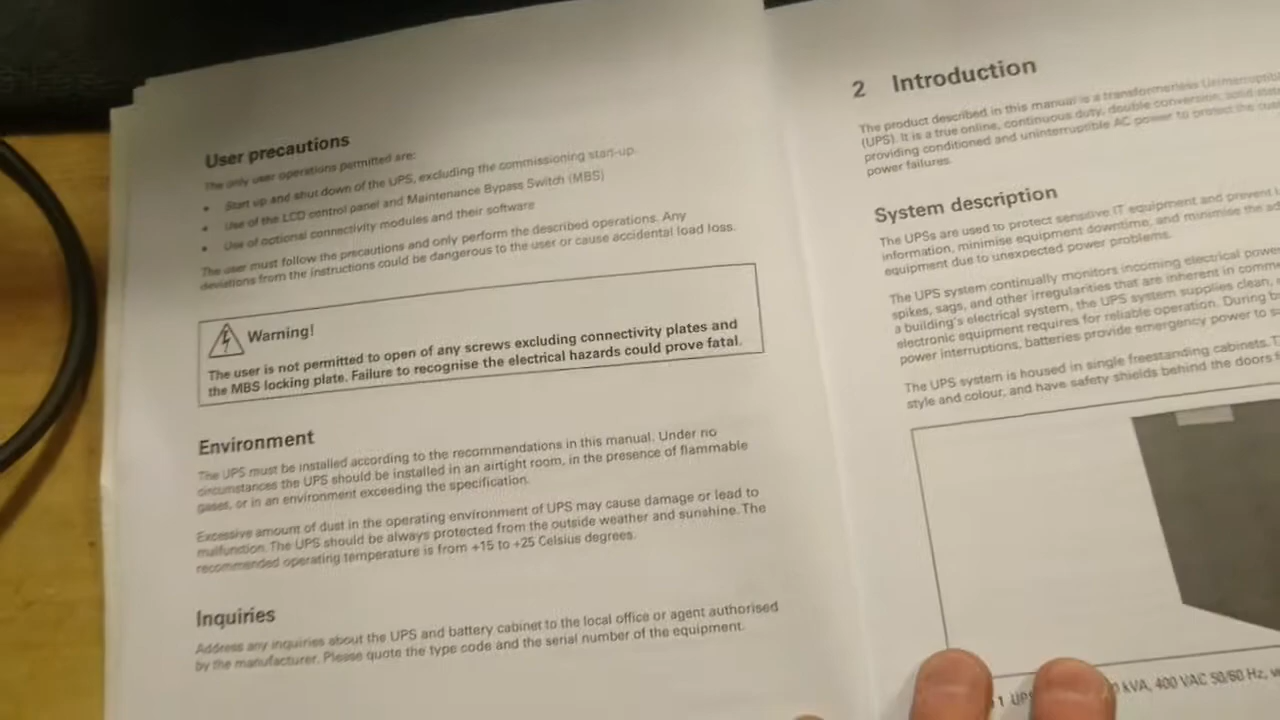 User precautions
The only user operations permitted are:
• Start up and shut down of the UPS, excluding the commissioning start-up.
• Use of the LCD control panel and Maintenance Bypass Switch (MBS)
• Use of optional connectivity modules and their software
The user must follow the precautions and only perform the described operations. Any
deviations from the instructions could be dangerous to the user or cause accidental load loss.
Warning!
The user is not permitted to open of any screws excluding connectivity plates and
the MBS locking plate. Failure to recognise the electrical hazards could prove fatal.
Environment
The UPS must be installed according to the recommendations in this manual. Under no
circumstances the UPS should be installed in an airtight room, in the presence of flammable
gases, or in an environment exceeding the specification.
Excessive amount of dust in the operating environment of UPS may cause damage or lead to
malfunction. The UPS should be always protected from the outside weather and sunshine. The
recommended operating temperature is from +15 to +25 Celsius degrees.
Inquiries
Address any inquiries about the UPS and battery cabinet to the local office or agent authorised
by the manufacturer. Please quote the type code and the serial number of the equipment.
2 Introduction
The product described in this manual is a transformerless
(UPS). It is a true online, continuous duty, double conversion, solid
providing conditioned and uninterruptible AC power to protect the
power failures.
System description
The UPSs are used to protect sensitive IT equipment and prevent
information, minimise equipment downtime, and minimise the
equipment due to unexpected power problems.
The UPS system continually monitors incoming electrical power
spikes, sags, and other irregularities that are inherent in
a building's electrical system, the UPS system supplies clean,
electronic equipment requires for reliable operation. During
power interruptions, batteries provide emergency power to
The UPS system is housed in single freestanding cabinets.
style and colour, and have safety shields behind the doors
1 UPS kVA, 400 VAC 50/60 Hz,